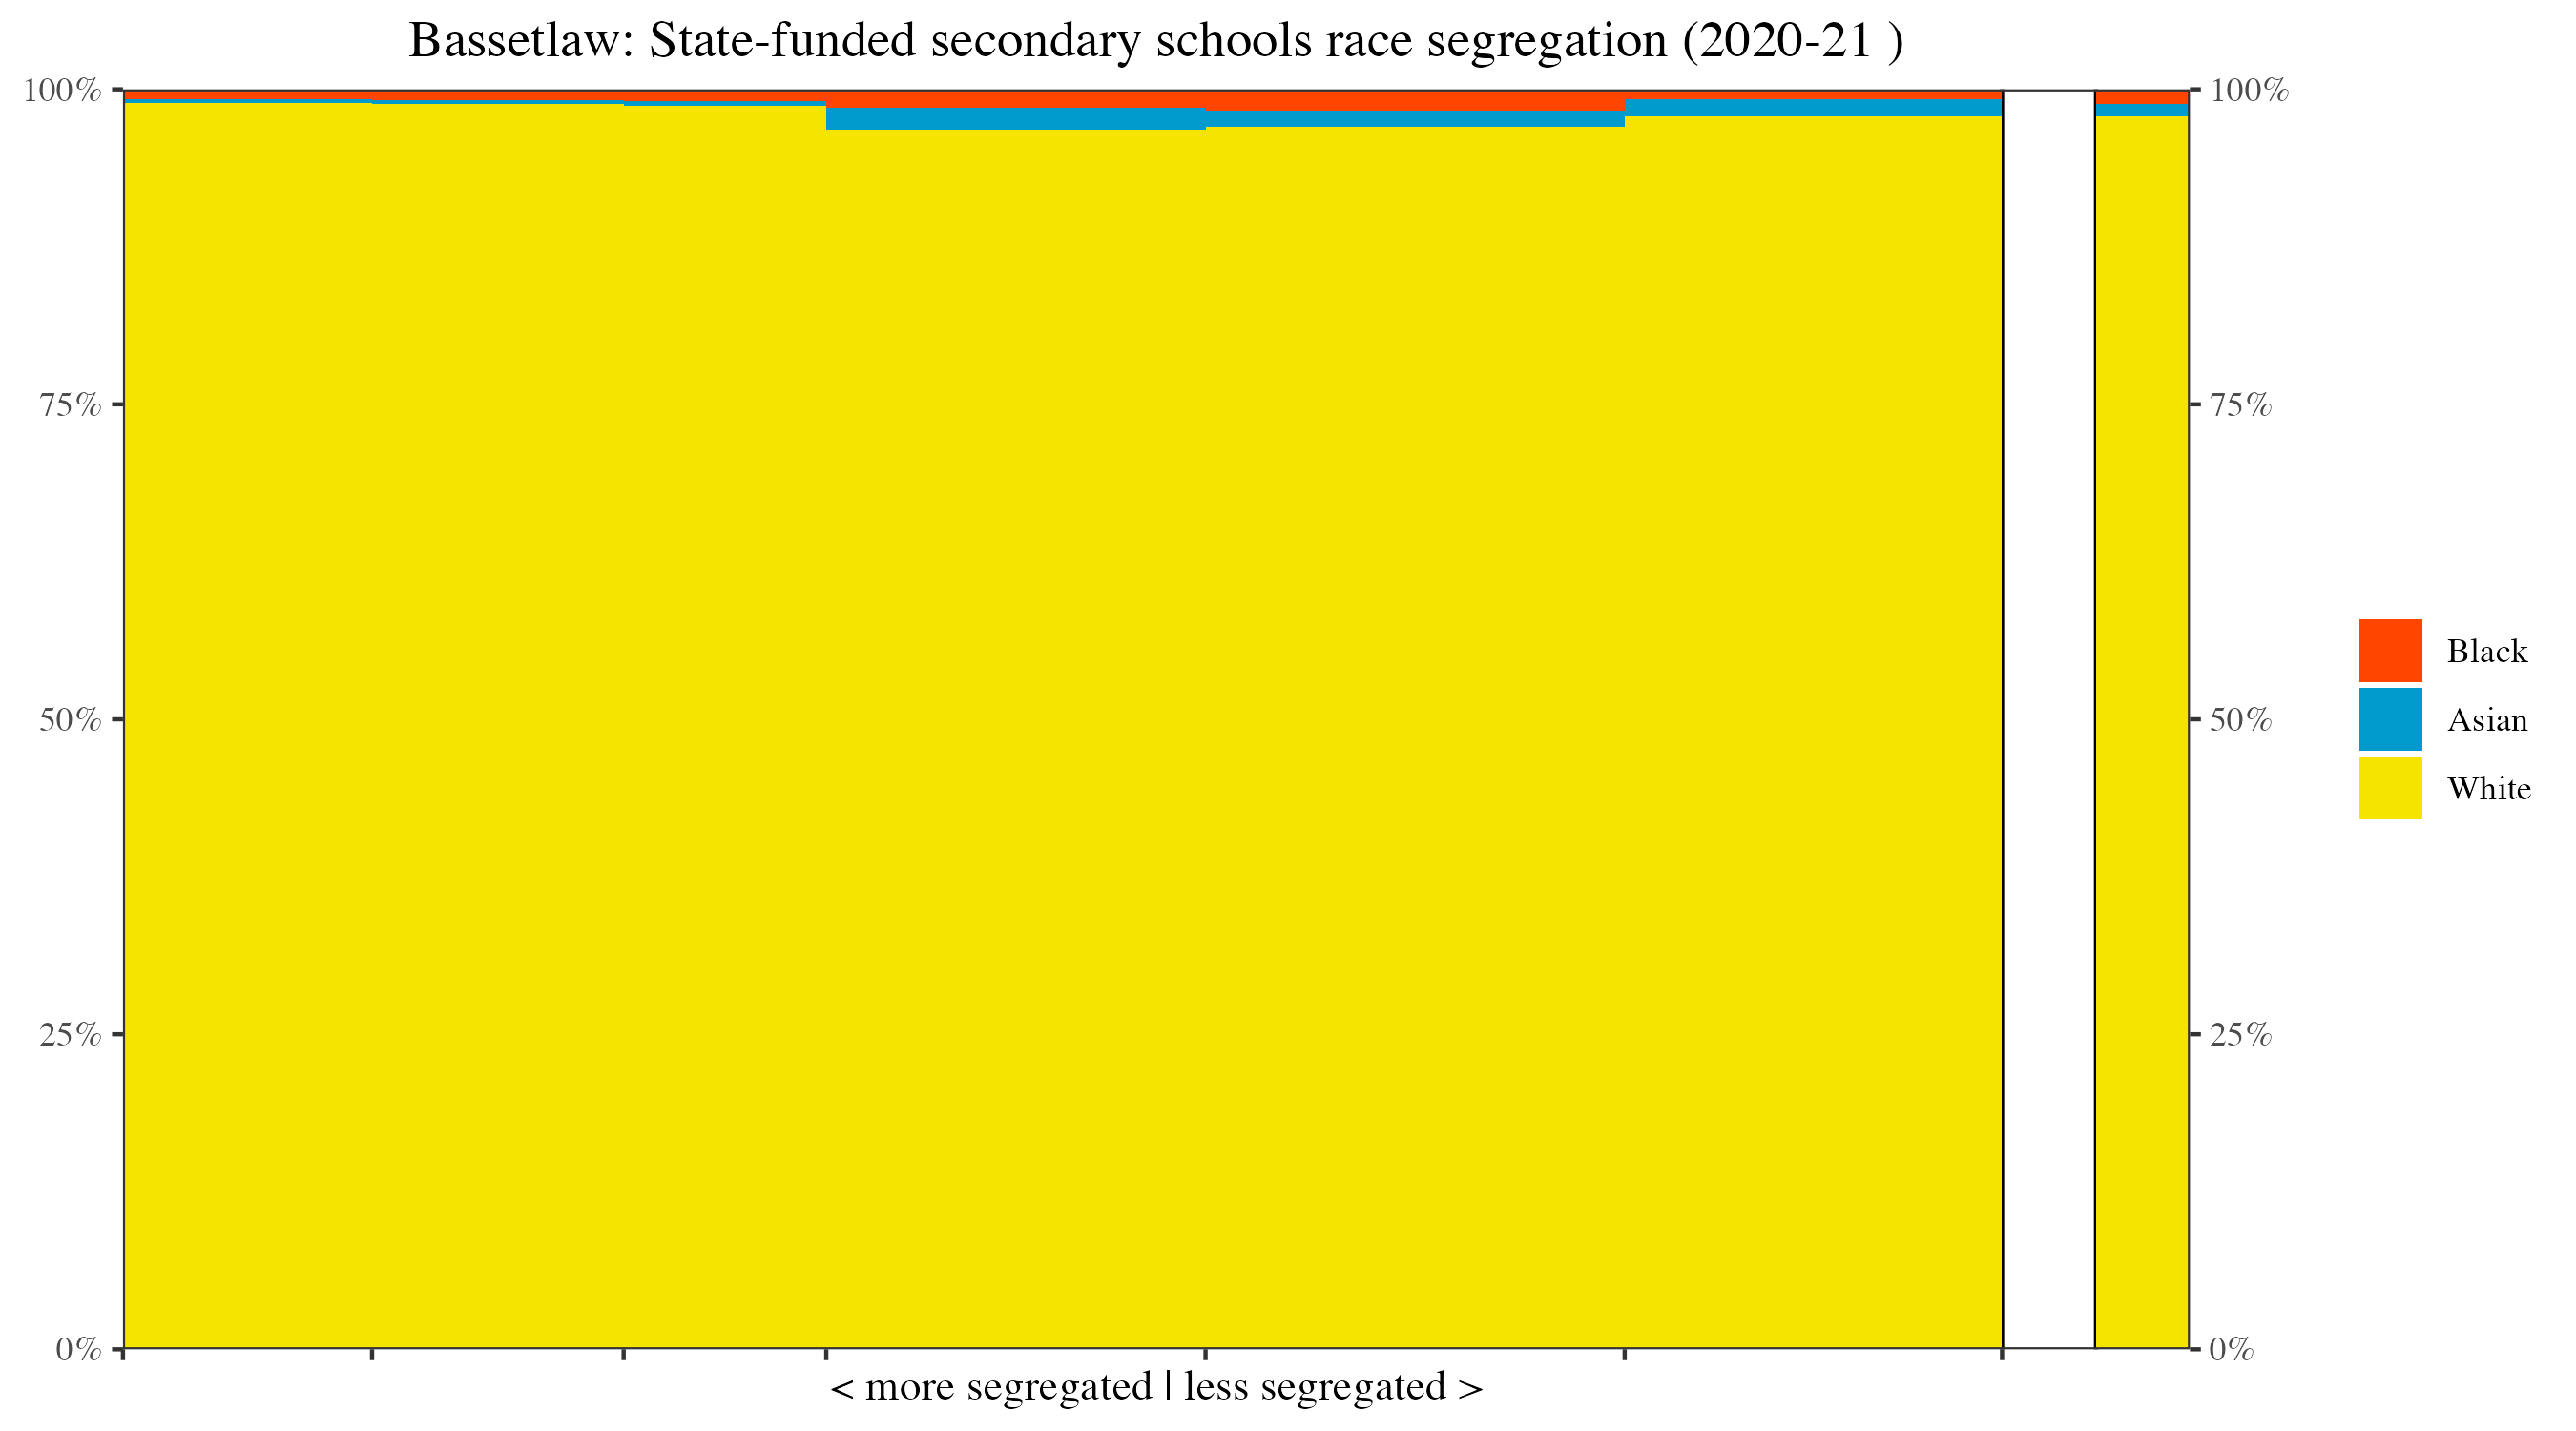 Bassetlaw: State-funded secondary schools race segregation (2020-21 )
100%
75%
50%
25%
0%
100%
75%
50%
25%
0%
Black
Asian
White
< more segregated | less segregated >